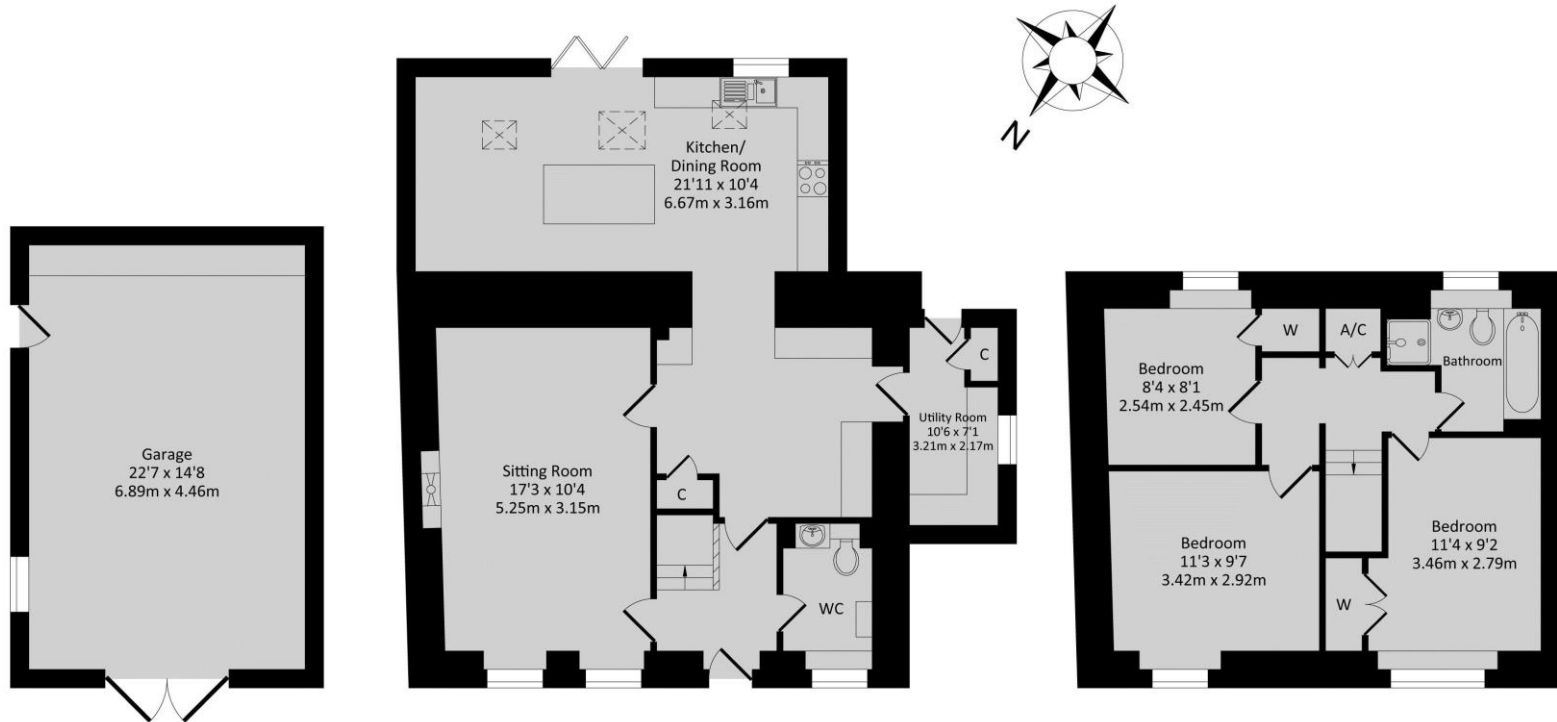 N
Kitchen/
Dining Room
21'11 x 10'4
6.67m x 3.16m
Garage
22'7 x 14'8
6.89m x 4.46m
Sitting Room
17'3 x 10'4
5.25m x 3.15m
C
C
Utility Room
10'6 x 7'1
3.21m x 2.17m
WC
Bedroom
8'4 x 8'1
2.54m x 2.45m
W
A/C
Bathroom
Bedroom
11'3 x 9'7
3.42m x 2.92m
W
Bedroom
11'4 x 9'2
3.46m x 2.79m